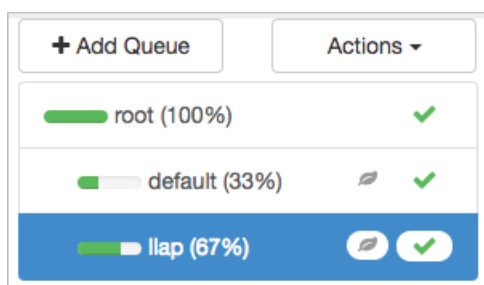 Add Queue
Actions
root (100%)
default (33%)
llap (67%)